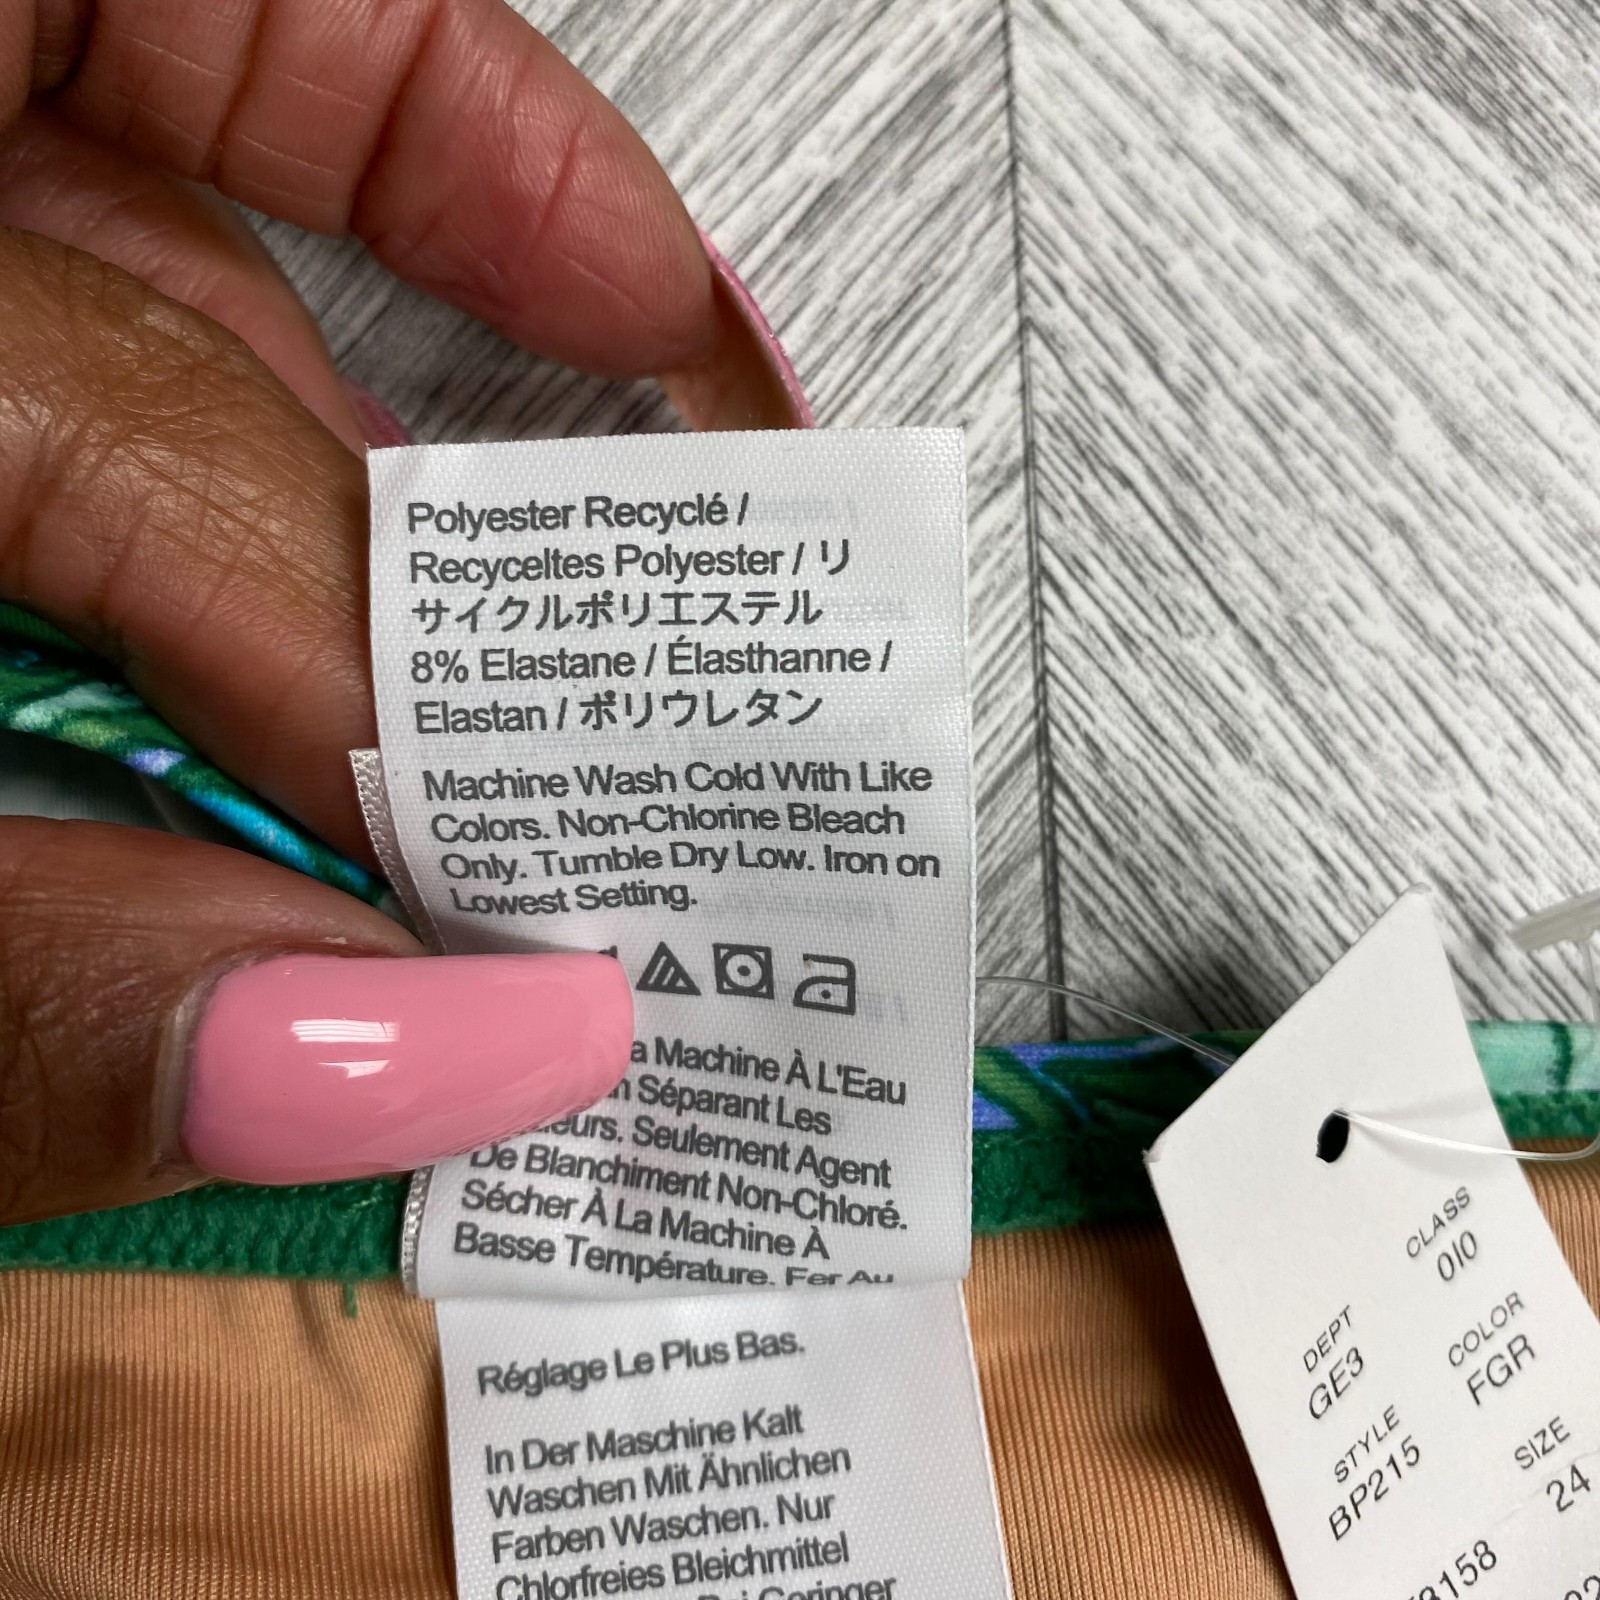 Polyester Recyclé /
Recyceltes Polyester / リ
サイクルポリエステル
8% Elastane / Élasthanne /
Elastan / ポリウレタン
Machine Wash Cold With Like
Colors. Non-Chlorine Bleach
Only. Tumble Dry Low. Iron on
Lowest Setting.
Machine À L'Eau
Séparant Les
Seulement Agent
De Blanchiment Non-Chloré.
Sécher À La Machine À
Basse Température. Fer Au
Réglage Le Plus Bas.
In Der Maschine Kalt
Waschen Mit Ähnlichen
Farben Waschen. Nur
Chlorfreies Bleichmittel
Geringer
CLASS
010
DEPT
GE3
COLOR
FGR
STYLE
BP215
SIZE
24